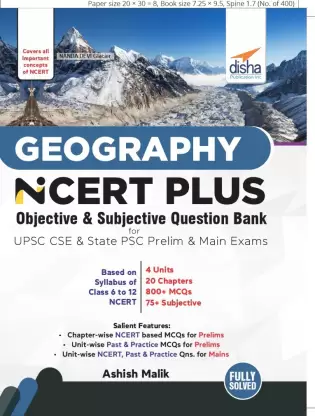 Paper size 20 × 30 ÷ 8, Book size 7.25 × 9.5, Spine 1.7 (No. of 400)
Covers all
Important
concepts
of NCERT
NANDA DEVI Glacier
disha
Publication Inc
GEOGRAPHY
NCERT PLUS
Objective & Subjective Question Bank
for
UPSC CSE & State PSC Prelim & Main Exams
Based on
Syllabus of
Class 6 to 12
NCERT
4 Units
20 Chapters
800+ MCQs
75+ Subjective
Salient Features:
• Chapter-wise NCERT based MCQs for Prelims
• Unit-wise Past & Practice MCQs for Prelims
• Unit-wise NCERT, Past & Practice Qns. for Mains
Ashish Malik
FULLY
SOLVED